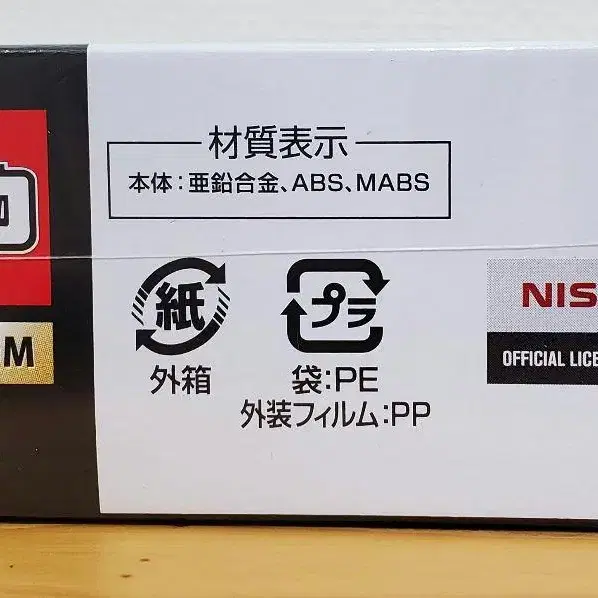 材質表示
本体：亜鉛合金、ABS、MABS
紙
プラ
外箱
袋:PE
外装フィルム:PP
M
NIS
OFFICIAL LICE